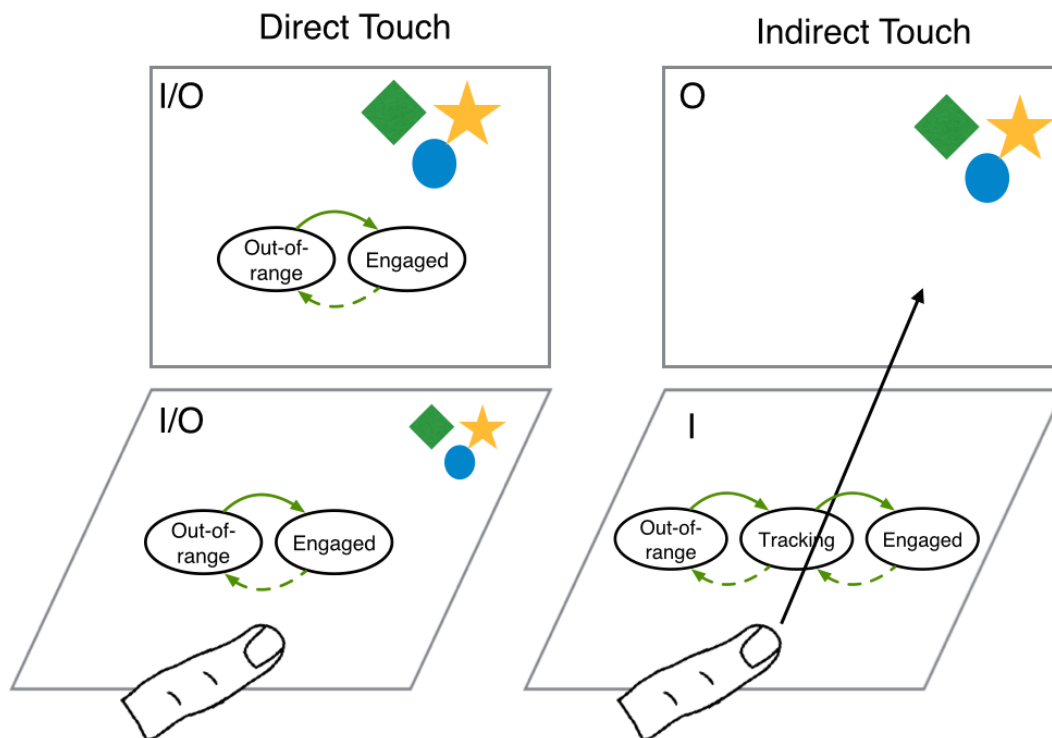 Direct Touch
Indirect Touch
I/O
O
Out-of-
range
Engaged
I/O
I
Out-of-
range
Engaged
Out-of-
range
Tracking
Engaged